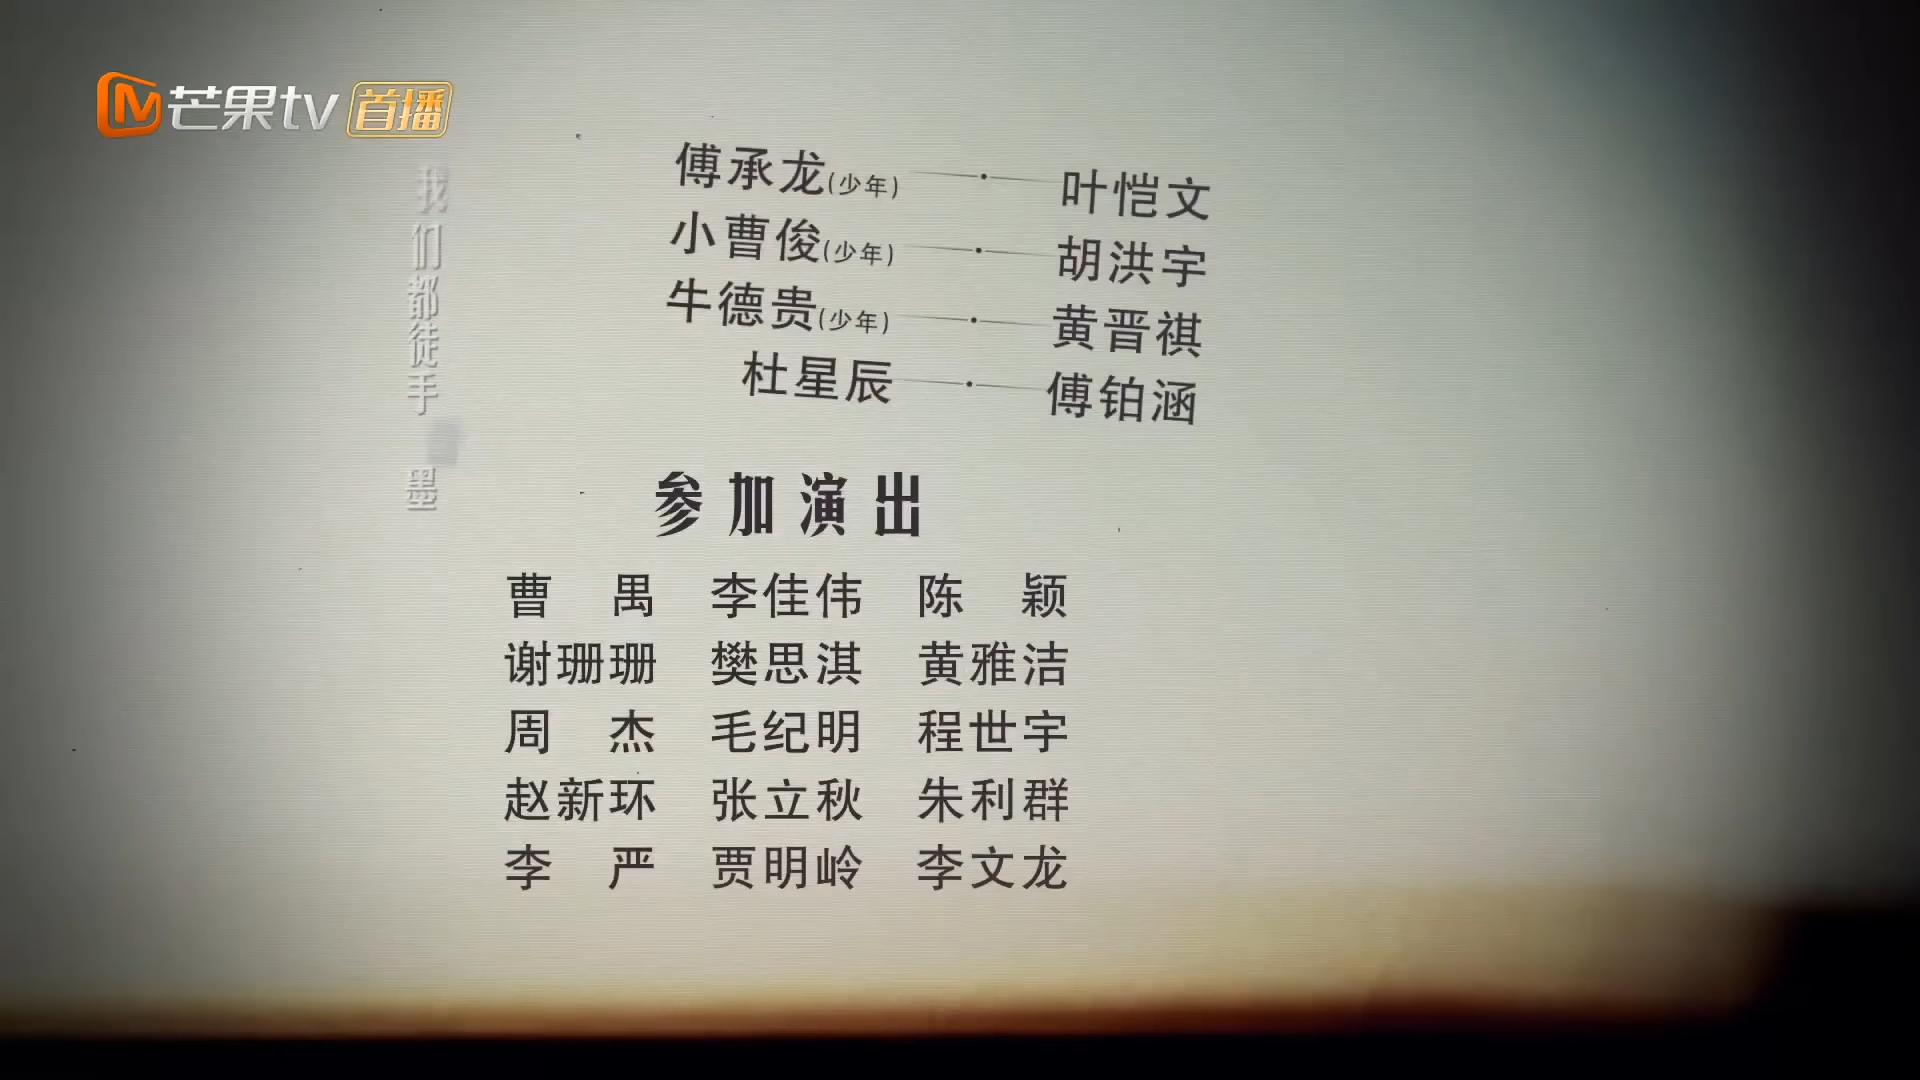 芒果tv 首播
我们都徒手 墨
傅承龙(少年) · 叶恺文
小曹俊(少年) · 胡洪宇
牛德贵(少年) · 黄晋祺
杜星辰 · 傅铂涵
参加演出
曹 禺 李佳伟 陈 颖
谢珊珊 樊思淇 黄雅洁
周 杰 毛纪明 程世宇
赵新环 张立秋 朱利群
李 严 贾明岭 李文龙